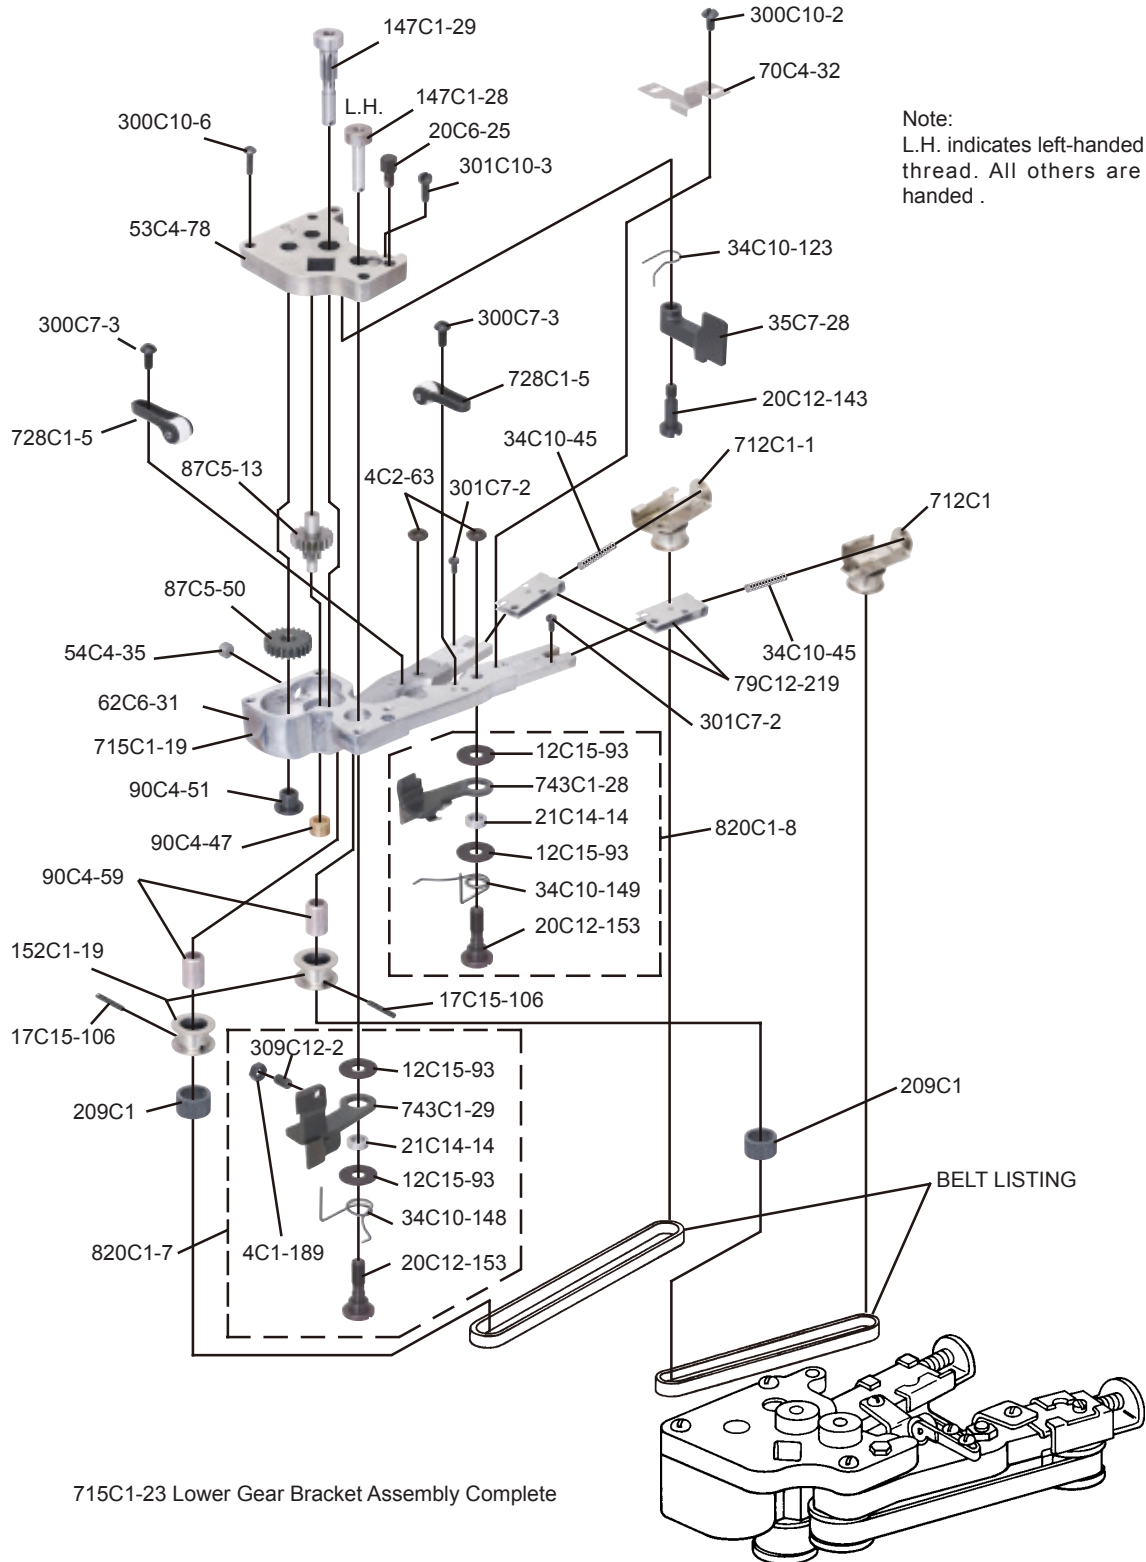 147C1-29
300C10-2
70C4-32
L.H.
147C1-28
20C6-25
301C10-3
300C10-6
Note:
L.H. indicates left-handed
thread. All others are
handed .
53C4-78
34C10-123
300C7-3
300C7-3
35C7-28
728C1-5
20C12-143
728C1-5
34C10-45
712C1-1
87C5-13
4C2-63
301C7-2
712C1
87C5-50
54C4-35
34C10-45
79C12-219
62C6-31
301C7-2
715C1-19
12C15-93
743C1-28
90C4-51
21C14-14
820C1-8
90C4-47
12C15-93
90C4-59
34C10-149
20C12-153
152C1-19
17C15-106
17C15-106
309C12-2
12C15-93
209C1
743C1-29
209C1
21C14-14
12C15-93
BELT LISTING
34C10-148
820C1-7
4C1-189
20C12-153
715C1-23 Lower Gear Bracket Assembly Complete